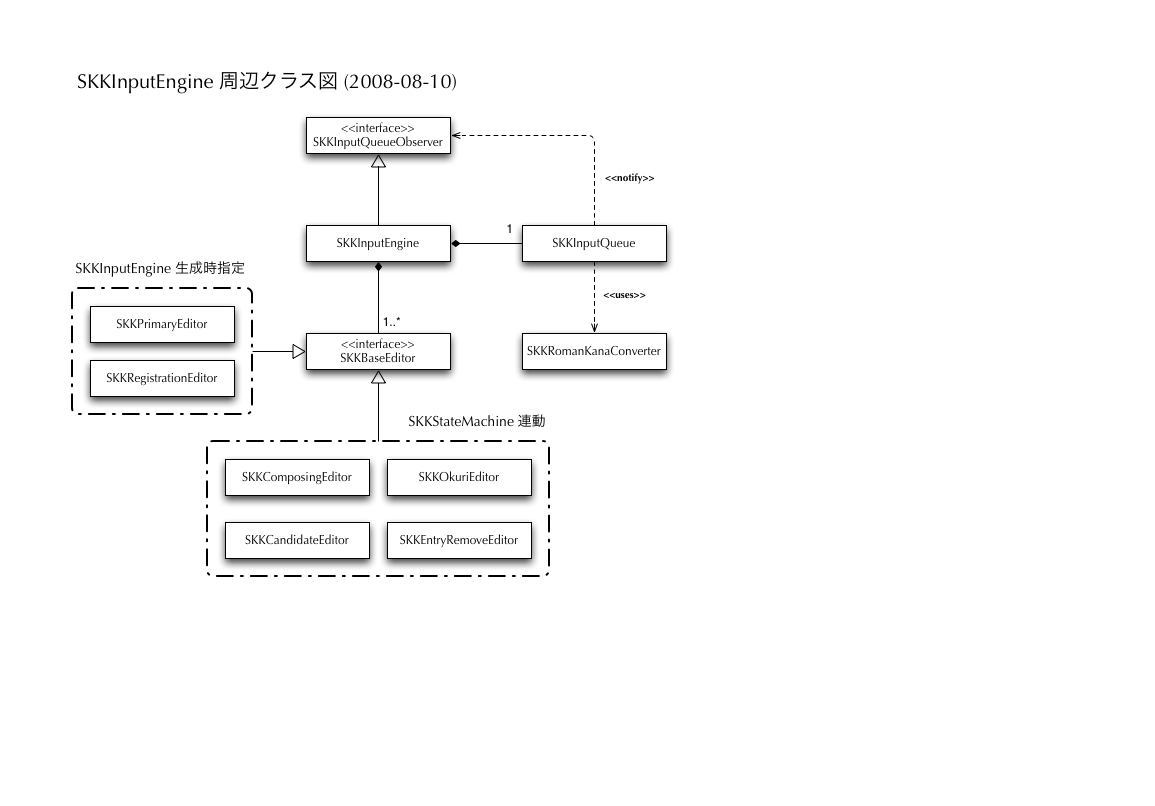 SKKInputEngine 周辺クラス図 (2008-08-10)
<<interface>>
SKKInputQueueObserver
<<notify>>
1
SKKInputEngine
SKKInputQueue
SKKInputEngine 生成時指定
<<uses>>
SKKPrimaryEditor
1..*
<<interface>>
SKKBaseEditor
SKKRomanKanaConverter
SKKRegistrationEditor
SKKStateMachine 連動
SKKComposingEditor
SKKOkuriEditor
SKKCandidateEditor
SKKEntryRemoveEditor